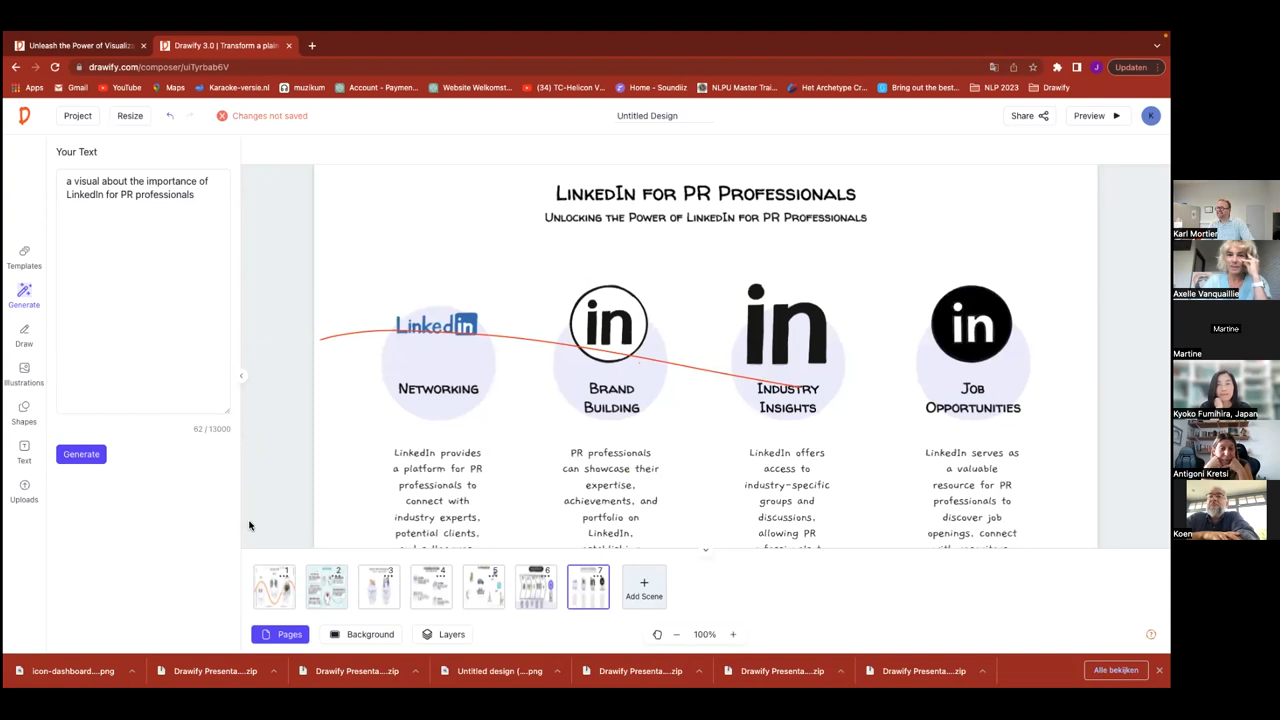 Unleash the Power of Visualiz
Drawify 3.0 | Transform a plain
drawify.com/composer/uiTyrbab6V
Updaten
Apps
Gmail
YouTube
Maps
Karaoke-versie.nl
muzikum
Account - Paymen...
Website Welkomst...
(34) TC-Helicon V...
Home - Soundiiz
NLPU Master Trai...
Het Archetype Cr...
Bring out the best...
NLP 2023
Drawify
Project
Resize
Changes not saved
Untitled Design
Share
Preview
K
Your Text
a visual about the importance of
LinkedIn for PR professionals
62 / 13000
Generate
Templates
Generate
Draw
Illustrations
Shapes
Text
Uploads
LinkedIn for PR Professionals
Unlocking the Power of LinkedIn for PR Professionals
Linked in
in
in
in
Networking
Brand
Building
Industry
Insights
Job
Opportunities
LinkedIn provides
a platform for PR
professionals to
connect with
industry experts,
potential clients,
PR professionals
can showcase their
expertise,
achievements, and
portfolio on
LinkedIn,
LinkedIn offers
access to
industry-specific
groups and
discussions,
allowing PR
LinkedIn serves as
a valuable
resource for PR
professionals to
discover job
openings, connect
1
2
3
4
5
6
7
Add Scene
Pages
Background
Layers
100%
icon-dashboard....png
Drawify Presenta....zip
Drawify Presenta....zip
Untitled design (....png
Drawify Presenta....zip
Drawify Presenta....zip
Drawify Presenta....zip
Alle bekijken
Karl Mortier
Axelle Vanquaillie
Martine
Martine
Kyoko Fumihira, Japan
Antigoni Kretsi
Koen